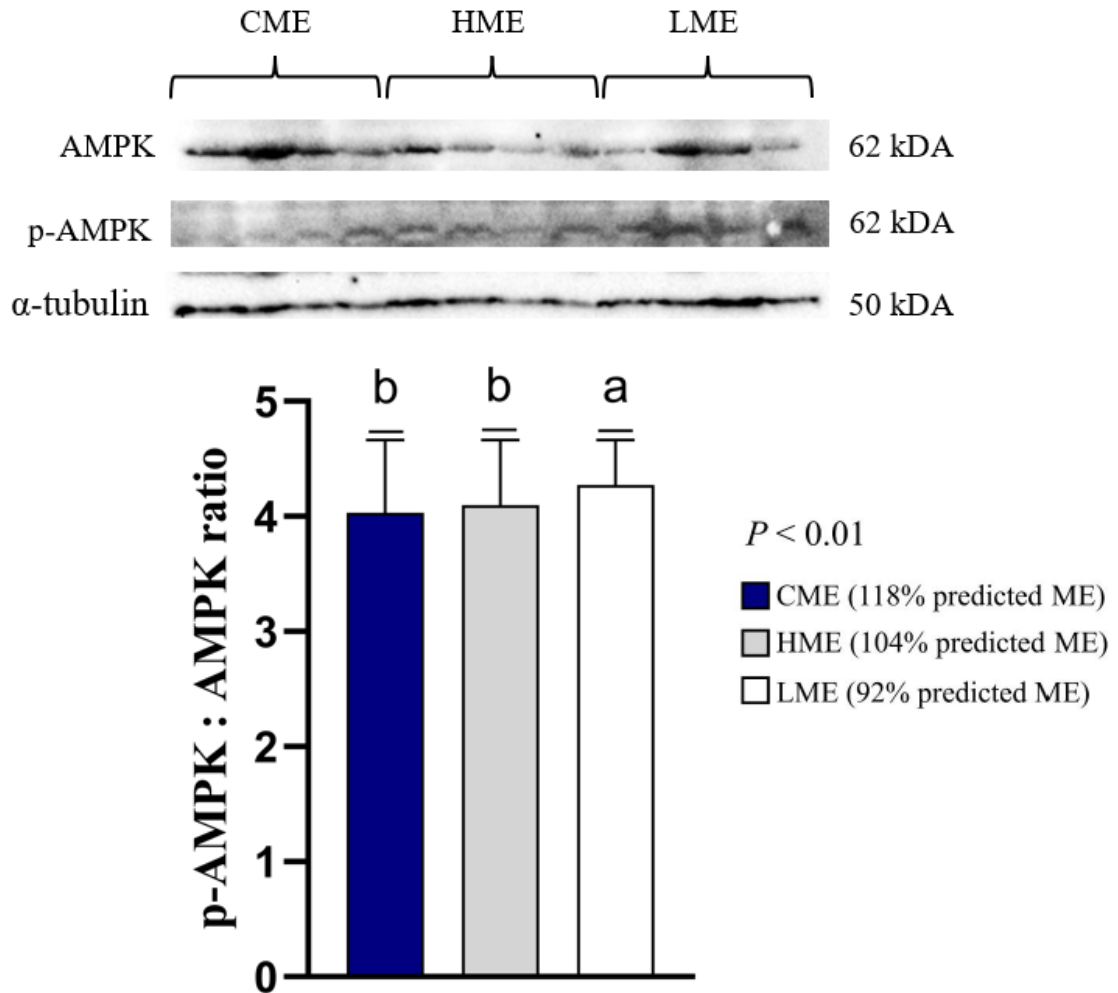 CME HME LME
AMPK 62 kDA
p-AMPK 62 kDA
α-tubulin 50 kDA
b b a
5
4
3
2
1
0
p-AMPK : AMPK ratio
P < 0.01
CME (118% predicted ME)
HME (104% predicted ME)
LME (92% predicted ME)